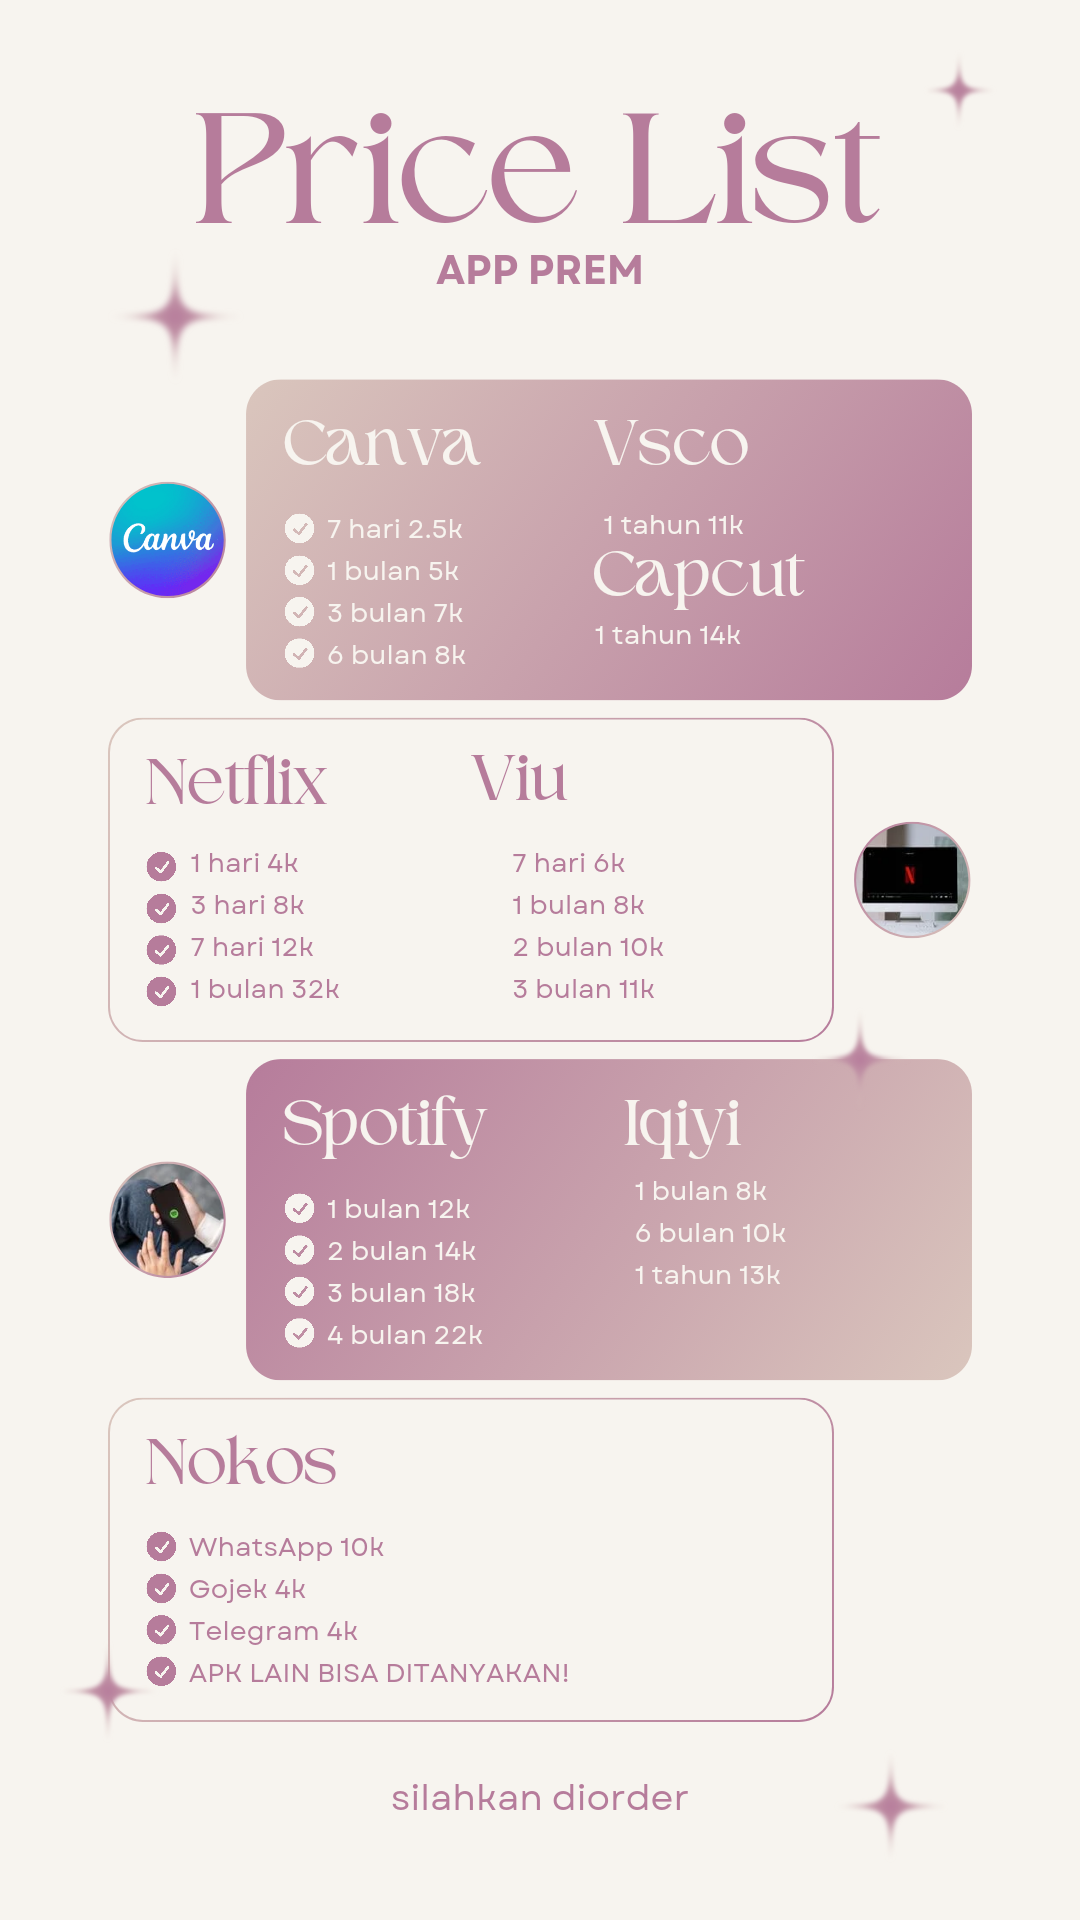 Price List
APP PREM
Canva
Canva
7 hari 2.5k
1 bulan 5k
3 bulan 7k
6 bulan 8k
Vsco
1 tahun 11k
Capcut
1 tahun 14k
Netflix
1 hari 4k
3 hari 8k
7 hari 12k
1 bulan 32k
Viu
7 hari 6k
1 bulan 8k
2 bulan 10k
3 bulan 11k
N
Spotify
1 bulan 12k
2 bulan 14k
3 bulan 18k
4 bulan 22k
Iqiyi
1 bulan 8k
6 bulan 10k
1 tahun 13k
Nokos
WhatsApp 10k
Gojek 4k
Telegram 4k
APK LAIN BISA DITANYAKAN!
silahkan diorder